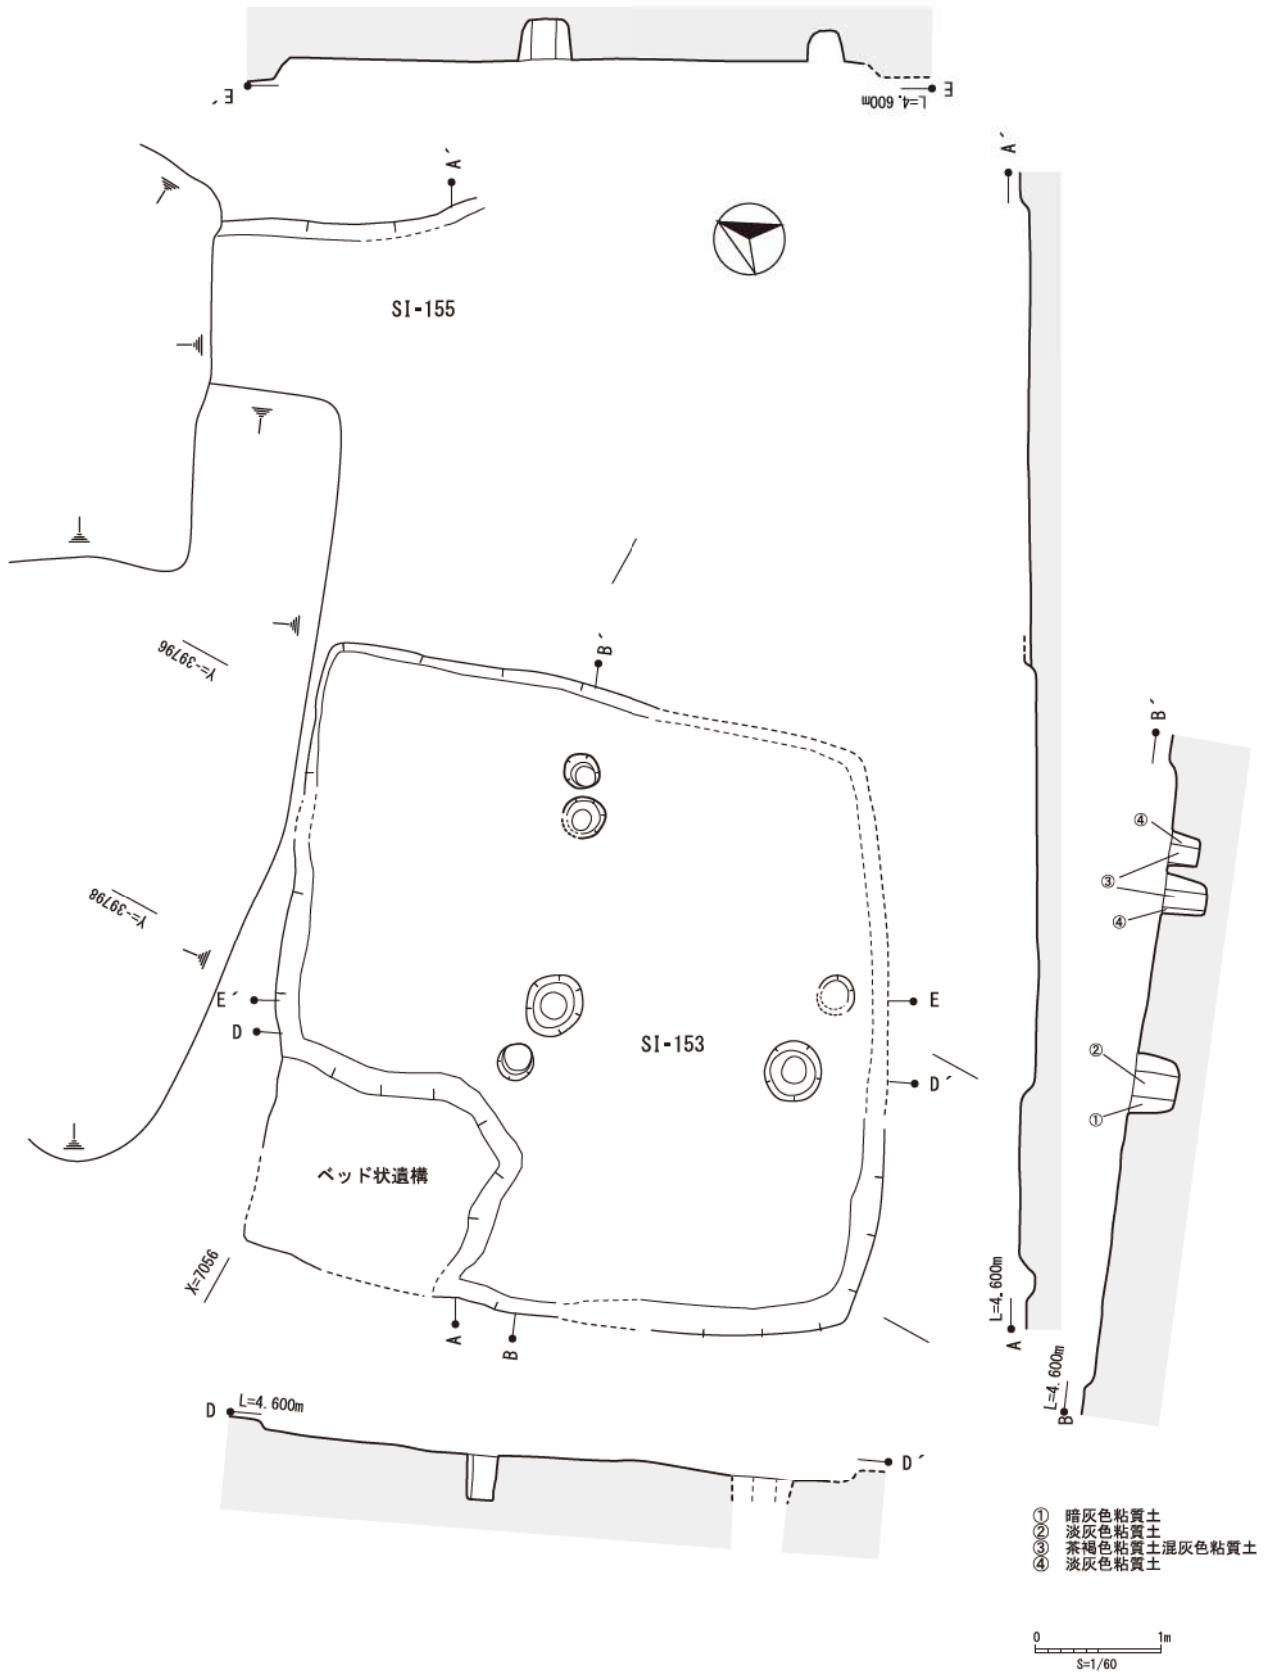 E´
L=4.600m
E
A´
A´
SI-155
Y=-39796
B´
B´
④
③
④
Y=-39798
E´
D
E
SI-153
②
D´
①
ベッド状遺構
X=7056
L=4.600m
A
B
A
L=4.600m
B
D
L=4.600m
D´
① 暗灰色粘質土
② 淡灰色粘質土
③ 茶褐色粘質土混灰色粘質土
④ 淡灰色粘質土
0 1m
S=1/60